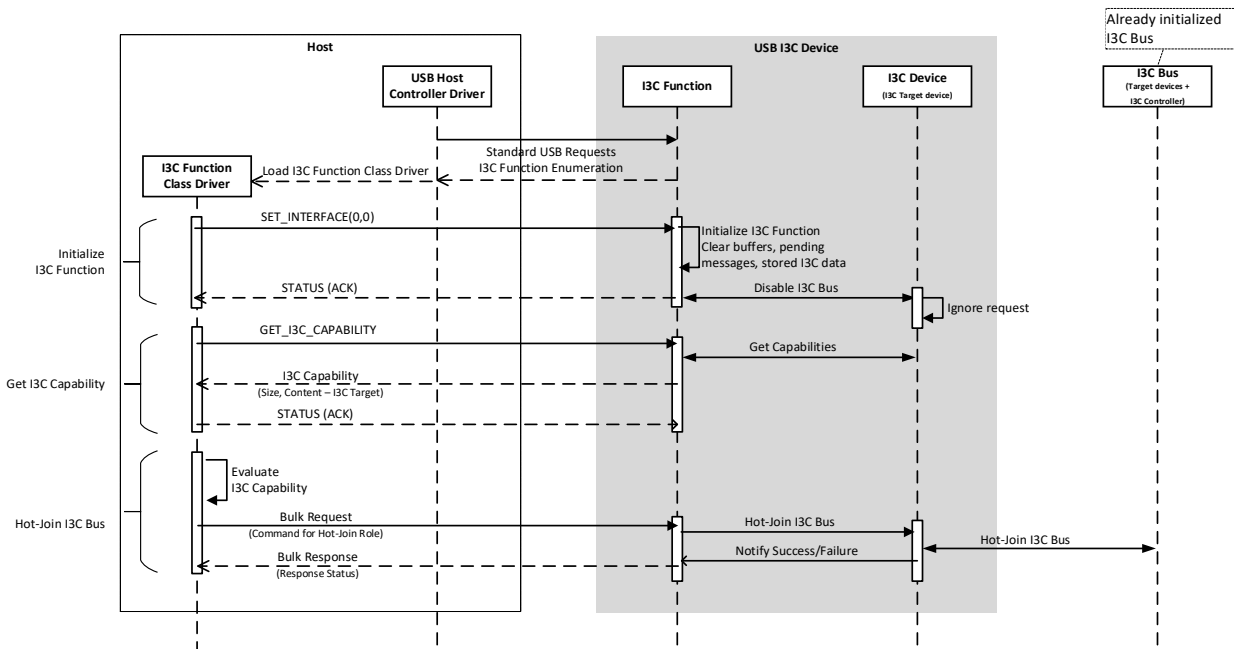 Already initialized
I3C Bus
Host
USB I3C Device
USB Host
Controller Driver
I3C Function
I3C Device
(I3C Target device)
I3C Bus
(Target devices +
I3C Controller)
Standard USB Requests
I3C Function Enumeration
Load I3C Function Class Driver
I3C Function
Class Driver
SET_INTERFACE(0,0)
Initialize I3C Function
Clear buffers, pending
messages, stored I3C data
Initialize
I3C Function
STATUS (ACK)
Disable I3C Bus
Ignore request
GET_I3C_CAPABILITY
Get Capabilities
Get I3C Capability
I3C Capability
(Size, Content – I3C Target)
STATUS (ACK)
Evaluate
I3C Capability
Hot-Join I3C Bus
Bulk Request
(Command for Hot-Join Role)
Hot-Join I3C Bus
Hot-Join I3C Bus
Notify Success/Failure
Bulk Response
(Response Status)